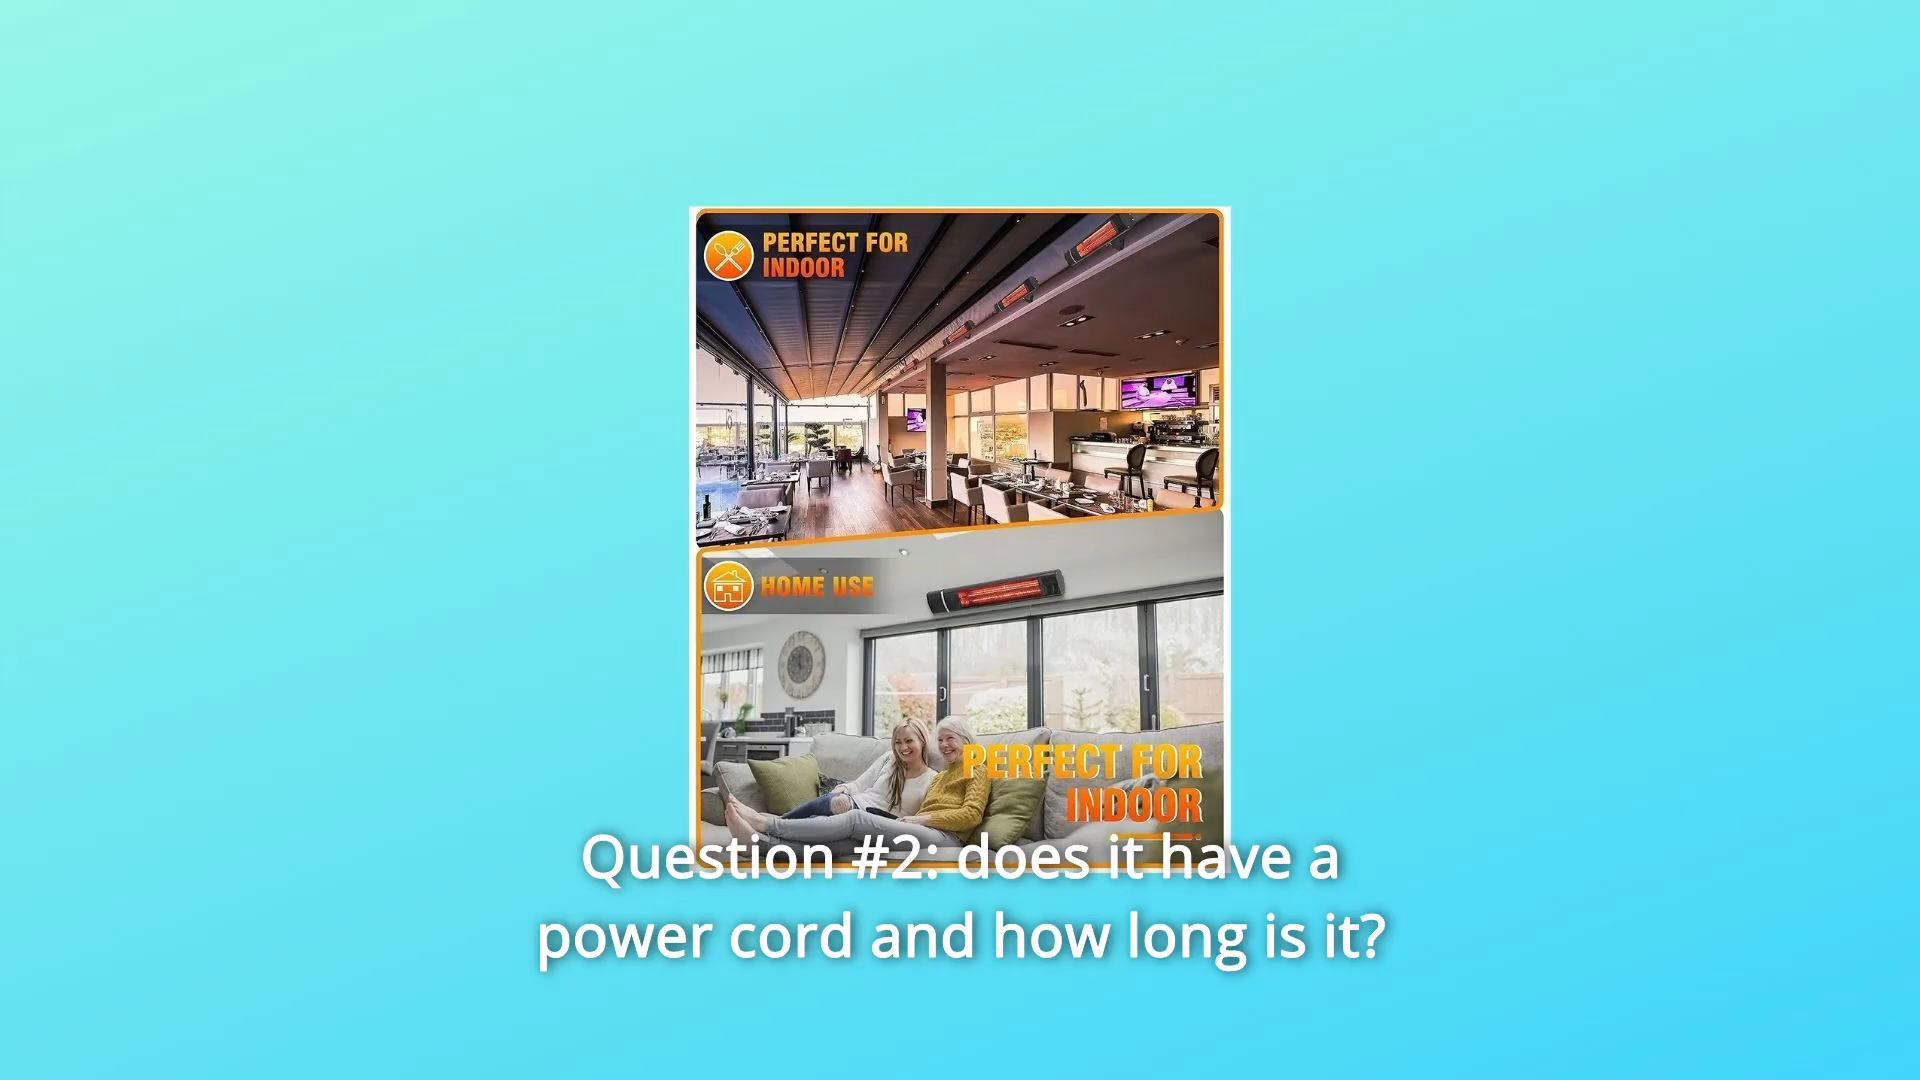 PERFECT FOR
INDOOR
HOME USE
PERFECT FOR
INDOOR
Question #2: does it have a
power cord and how long is it?